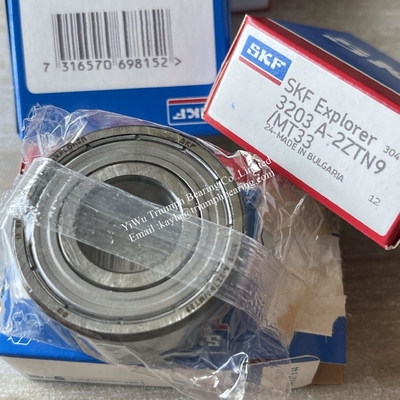 SKF
7 316570 698152 >
SKF
SKF Explorer
3203 A-2ZTN9
/MT33
24-MADE IN BULGARIA
304
12
YiWu Triumph Bearing Co.,Limited
Email :kayla@triumphbearing.com